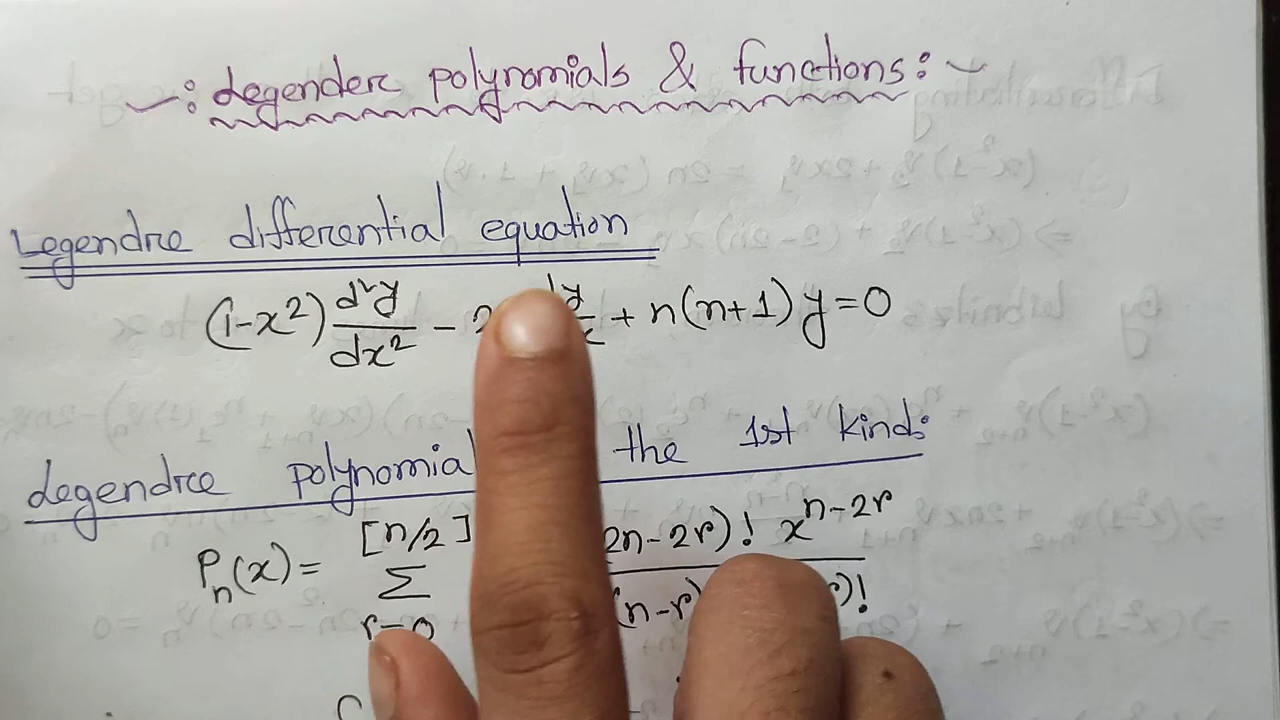 ~: Legender polynomials & functions: ~
Legendre differential equation
(1-x²) d²y/dx² - 2 dy/ + n(n+1) y = 0
Legendre polynomial the 1st kind:
Pₙ(x) = [n/2] Σ r=0 2n-2r)! x^(n-2r) / (n-r) )!